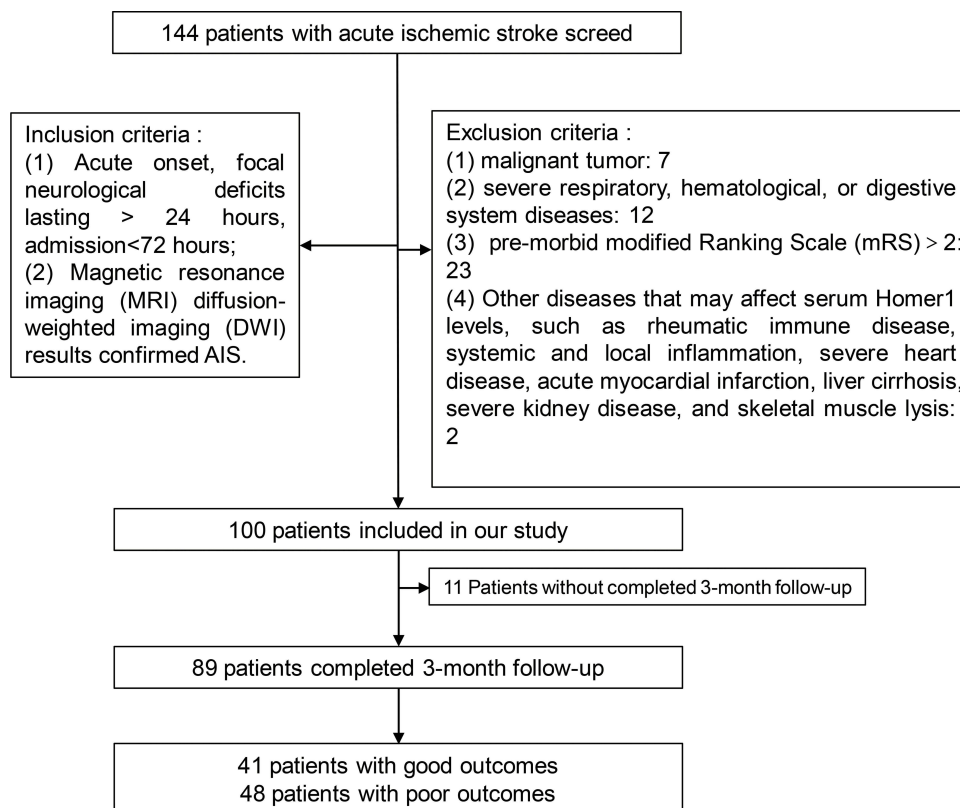 144 patients with acute ischemic stroke screed
Inclusion criteria :
(1) Acute onset, focal
neurological deficits
lasting > 24 hours,
admission<72 hours;
(2) Magnetic resonance
imaging (MRI) diffusion-
weighted imaging (DWI)
results confirmed AIS.
Exclusion criteria :
(1) malignant tumor: 7
(2) severe respiratory, hematological, or digestive
system diseases: 12
(3) pre-morbid modified Ranking Scale (mRS) > 2:
23
(4) Other diseases that may affect serum Homer1
levels, such as rheumatic immune disease,
systemic and local inflammation, severe heart
disease, acute myocardial infarction, liver cirrhosis,
severe kidney disease, and skeletal muscle lysis:
2
100 patients included in our study
11 Patients without completed 3-month follow-up
89 patients completed 3-month follow-up
41 patients with good outcomes
48 patients with poor outcomes